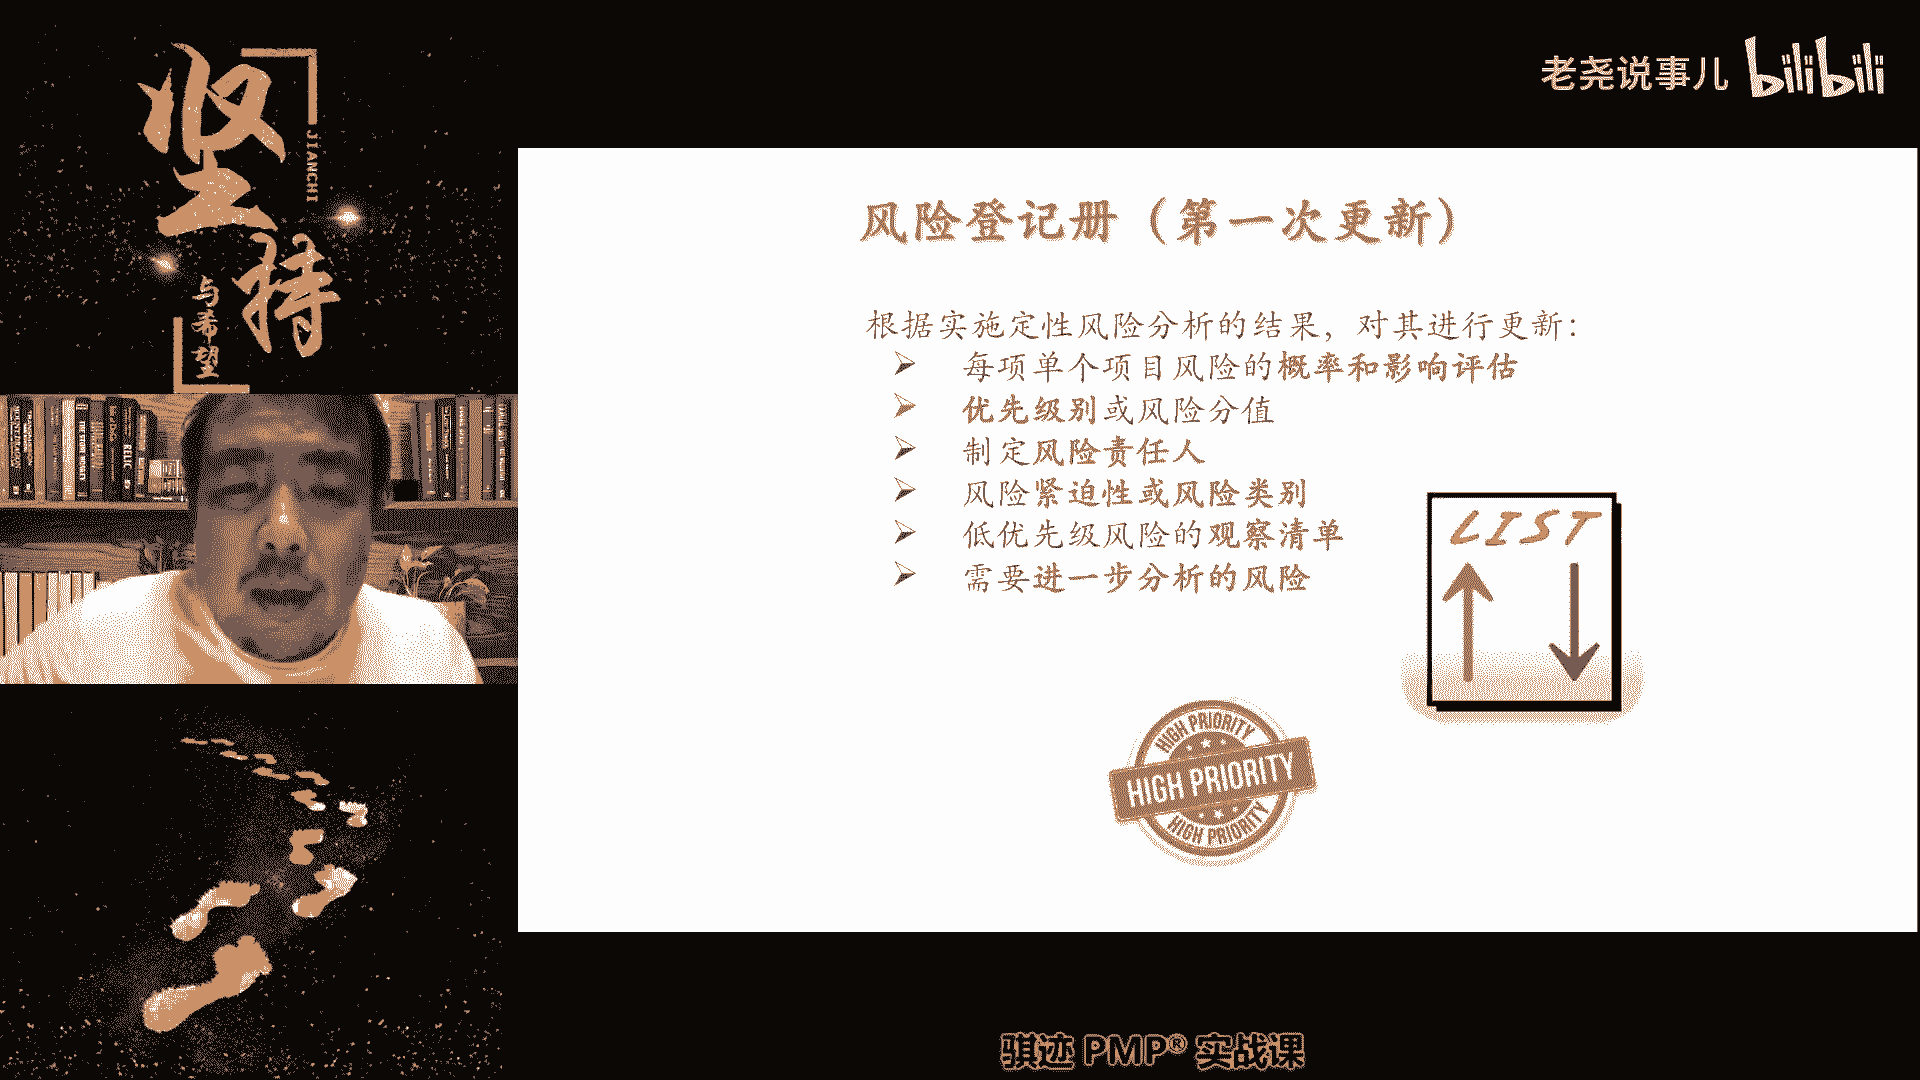 坚持
JIANCHI
与希望
老尧说事儿 bilibili
风险登记册（第一次更新）
根据实施定性风险分析的结果，对其进行更新：
➢ 每项单个项目风险的概率和影响评估
➢ 优先级别或风险分值
➢ 制定风险责任人
➢ 风险紧迫性或风险类别
➢ 低优先级风险的观察清单
➢ 需要进一步分析的风险
LIST
HIGH PRIORITY
HIGH PRIORITY
HIGH PRIORITY
骐迹 PMP® 实战课